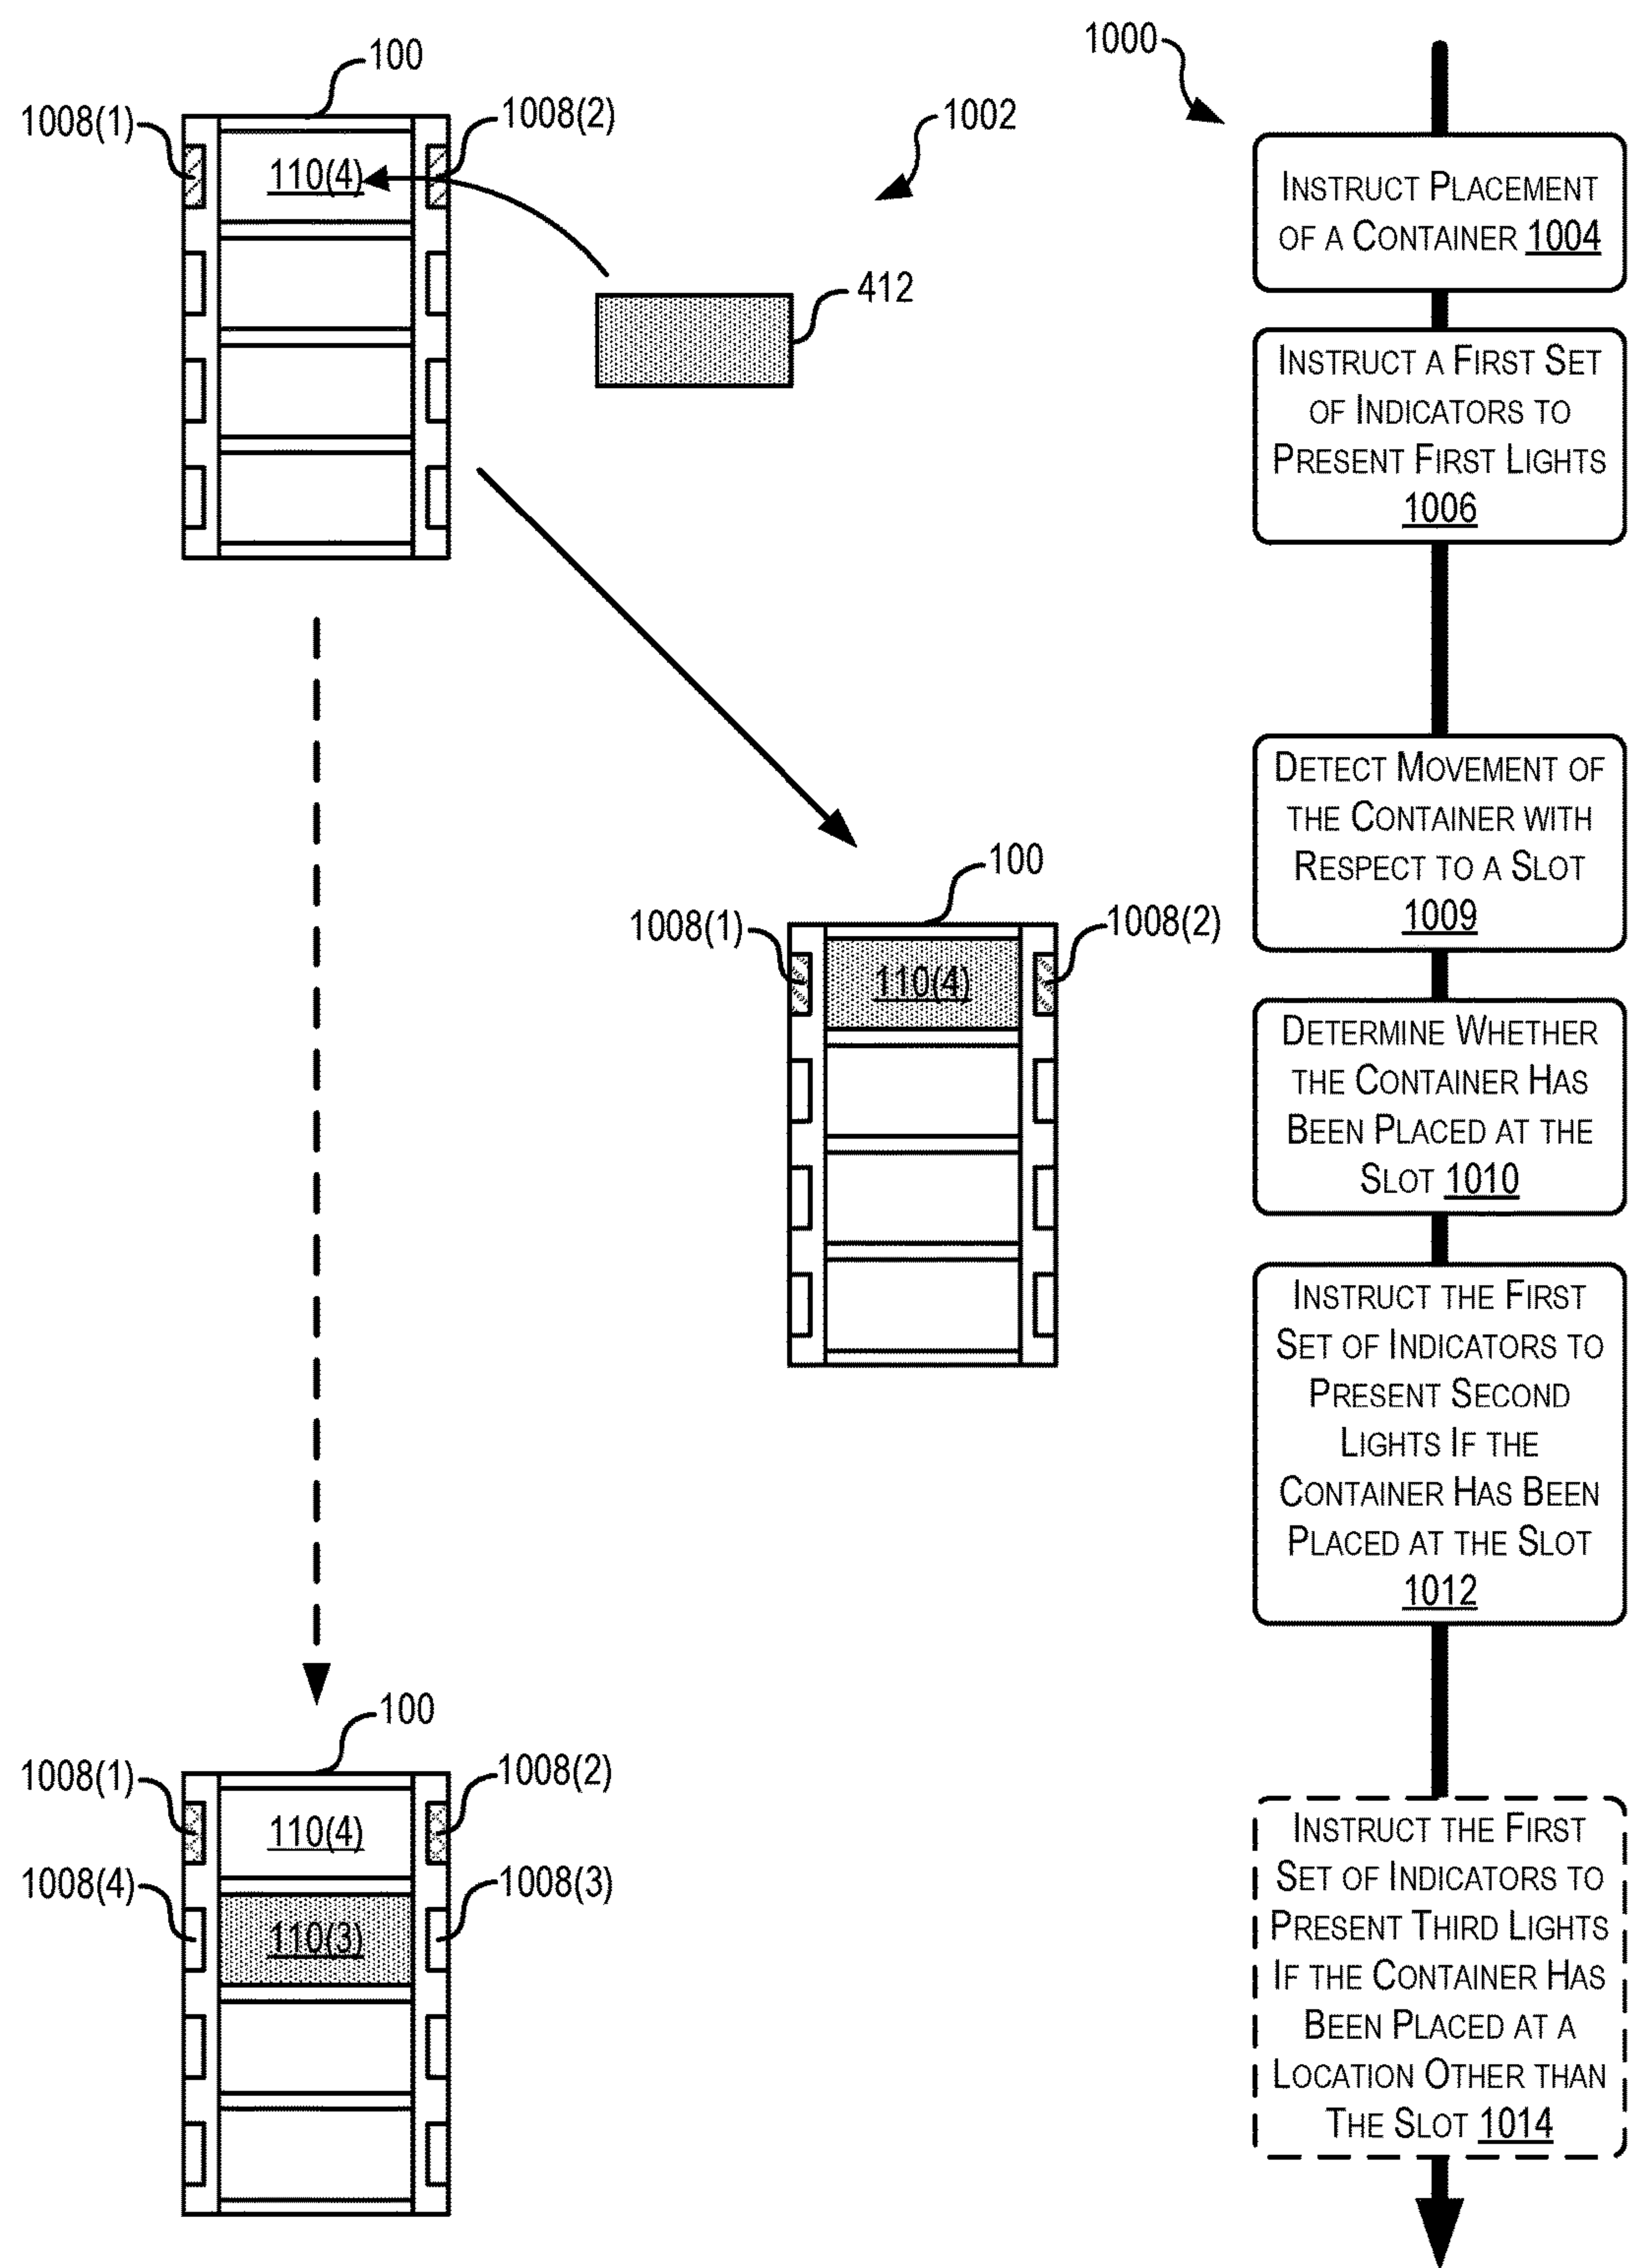 100
1008(1)
1008(2)
110(4)
1002
412
100
1008(1)
1008(2)
110(4)
100
1008(1)
1008(2)
110(4)
1008(4)
1008(3)
110(3)
1000
INSTRUCT PLACEMENT
OF A CONTAINER 1004
INSTRUCT A FIRST SET
OF INDICATORS TO
PRESENT FIRST LIGHTS
1006
DETECT MOVEMENT OF
THE CONTAINER WITH
RESPECT TO A SLOT
1009
DETERMINE WHETHER
THE CONTAINER HAS
BEEN PLACED AT THE
SLOT 1010
INSTRUCT THE FIRST
SET OF INDICATORS TO
PRESENT SECOND
LIGHTS IF THE
CONTAINER HAS BEEN
PLACED AT THE SLOT
1012
INSTRUCT THE FIRST
SET OF INDICATORS TO
PRESENT THIRD LIGHTS
IF THE CONTAINER HAS
BEEN PLACED AT A
LOCATION OTHER THAN
THE SLOT 1014